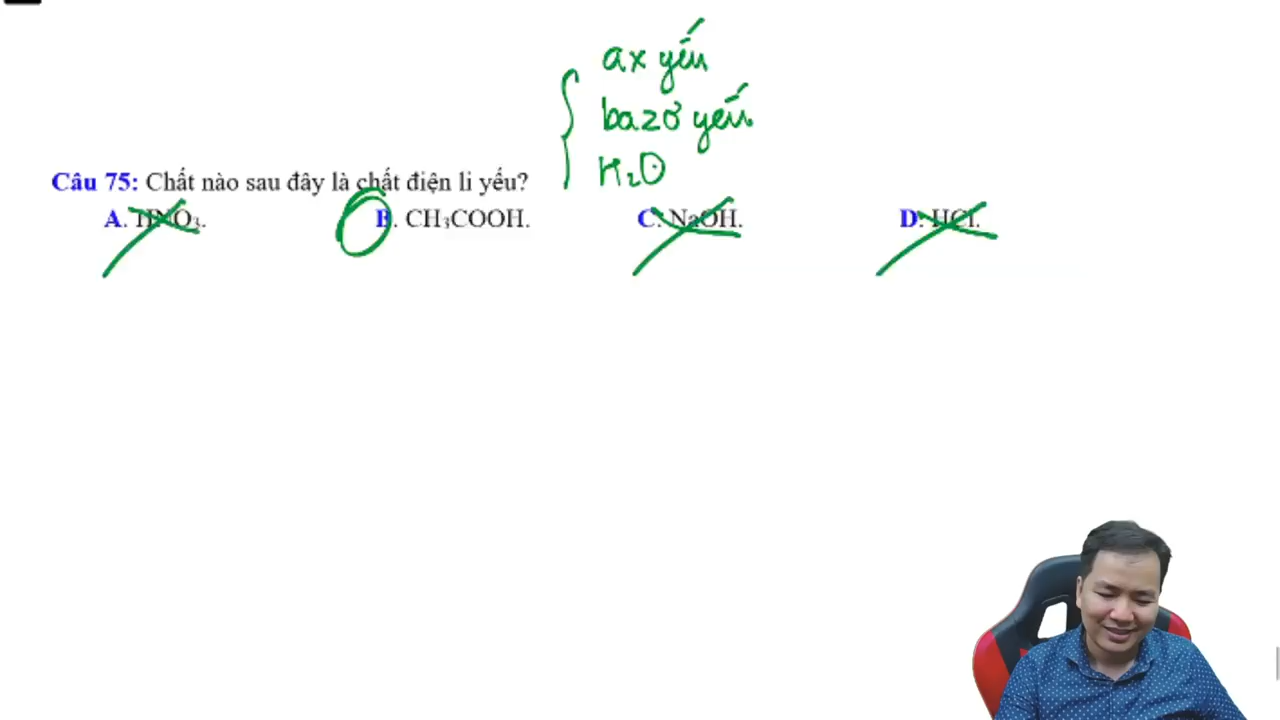 ax yếu
bazơ yếu
H₂O
Câu 75: Chất nào sau đây là chất điện li yếu?
A. HNO₃. B. CH₃COOH. C. NaOH. D. HCl.